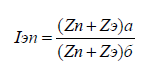 Iэп = (Zп + Zэ)а / (Zп + Zэ)б